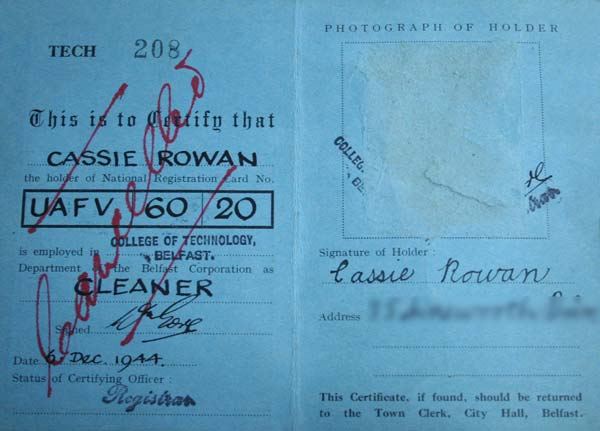 TECH 208
This is to Certify that
CASSIE ROWAN
the holder of National Registration Card No.
UAFV 60 20
is employed in COLLEGE OF TECHNOLOGY,
BELFAST.
Department the Belfast Corporation as
CLEANER
Signed
Date 6 Dec. 1944.
Status of Certifying Officer :
Registrar
Cancelled
PHOTOGRAPH OF HOLDER
COLLEGE
BE
Signature of Holder :
Cassie Rowan
Address
This Certificate, if found, should be returned
to the Town Clerk, City Hall, Belfast.